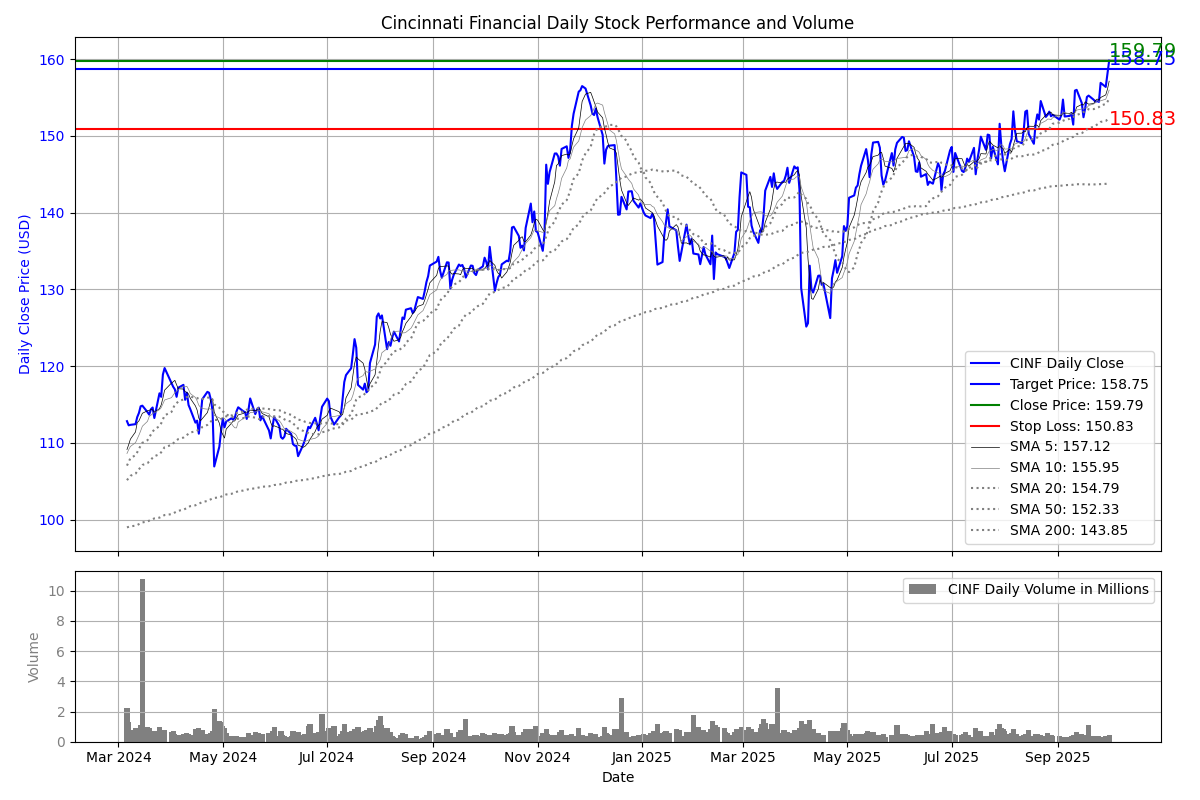 Cincinnati Financial Daily Stock Performance and Volume
159.79
158.75
150.83
160
150
140
130
120
110
100
Daily Close Price (USD)
CINF Daily Close
Target Price: 158.75
Close Price: 159.79
Stop Loss: 150.83
SMA 5: 157.12
SMA 10: 155.95
SMA 20: 154.79
SMA 50: 152.33
SMA 200: 143.85
10
8
6
4
2
0
Volume
CINF Daily Volume in Millions
Mar 2024 May 2024 Jul 2024 Sep 2024 Nov 2024 Jan 2025 Mar 2025 May 2025 Jul 2025 Sep 2025
Date